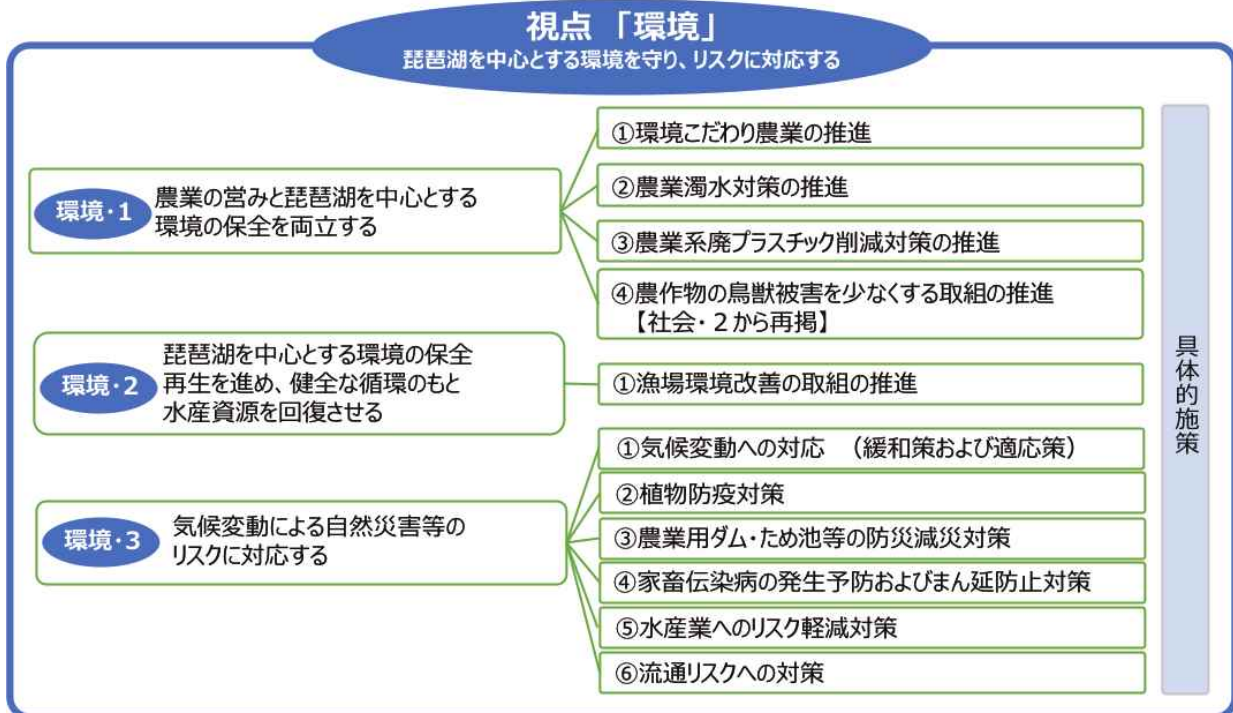 視点「環境」
琵琶湖を中心とする環境を守り、リスクに対応する
環境・1
農業の営みと琵琶湖を中心とする
環境の保全を両立する
①環境こだわり農業の推進
②農業濁水対策の推進
③農業系廃プラスチック削減対策の推進
④農作物の鳥獣被害を少なくする取組の推進
【社会・2から再掲】
環境・2
琵琶湖を中心とする環境の保全
再生を進め、健全な循環のもと
水産資源を回復させる
①漁場環境改善の取組の推進
環境・3
気候変動による自然災害等の
リスクに対応する
①気候変動への対応 （緩和策および適応策）
②植物防疫対策
③農業用ダム・ため池等の防災減災対策
④家畜伝染病の発生予防およびまん延防止対策
⑤水産業へのリスク軽減対策
⑥流通リスクへの対策
具体的施策